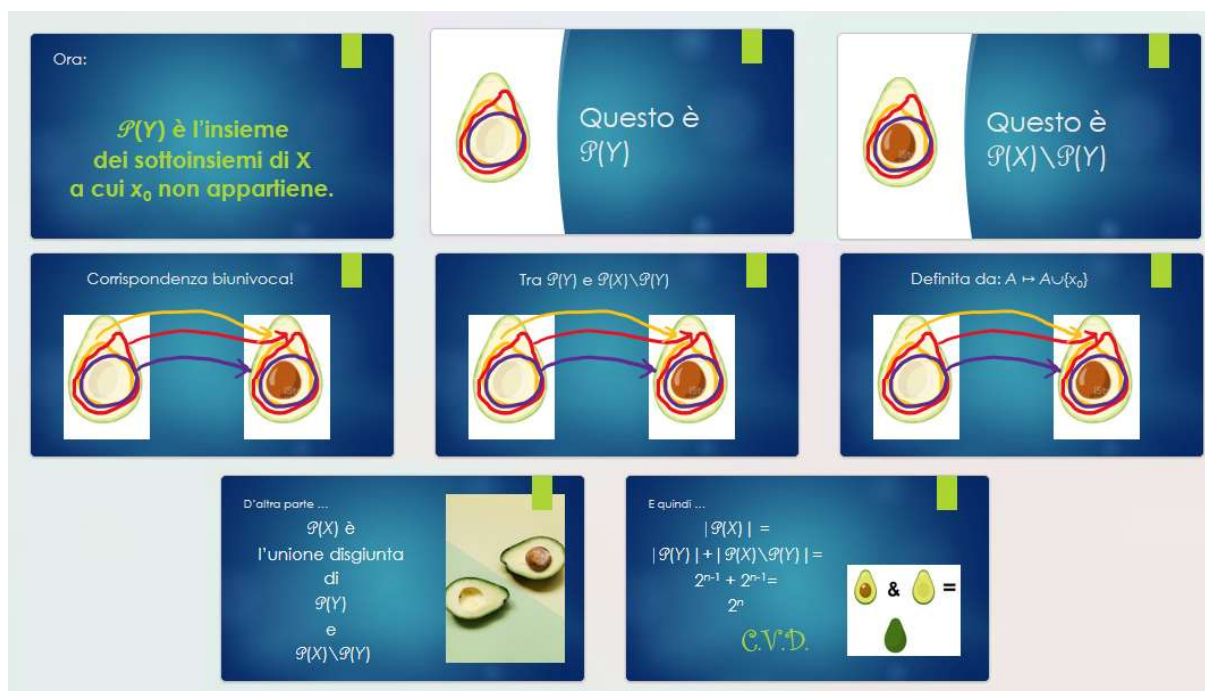 Ora:
𝒫(Y) è l'insieme
dei sottoinsiemi di X
a cui x₀ non appartiene.
Questo è
𝒫(Y)
Questo è
𝒫(X)\𝒫(Y)
Corrispondenza biunivoca!
Tra 𝒫(Y) e 𝒫(X)\𝒫(Y)
Definita da: A ↦ A∪{x₀}
D'altra parte ...
𝒫(X) è
l'unione disgiunta
di
𝒫(Y)
e
𝒫(X)\𝒫(Y)
E quindi ...
|𝒫(X)| =
|𝒫(Y)|+|𝒫(X)\𝒫(Y)|=
2ⁿ⁻¹ + 2ⁿ⁻¹=
2ⁿ
C.V.D.
& =